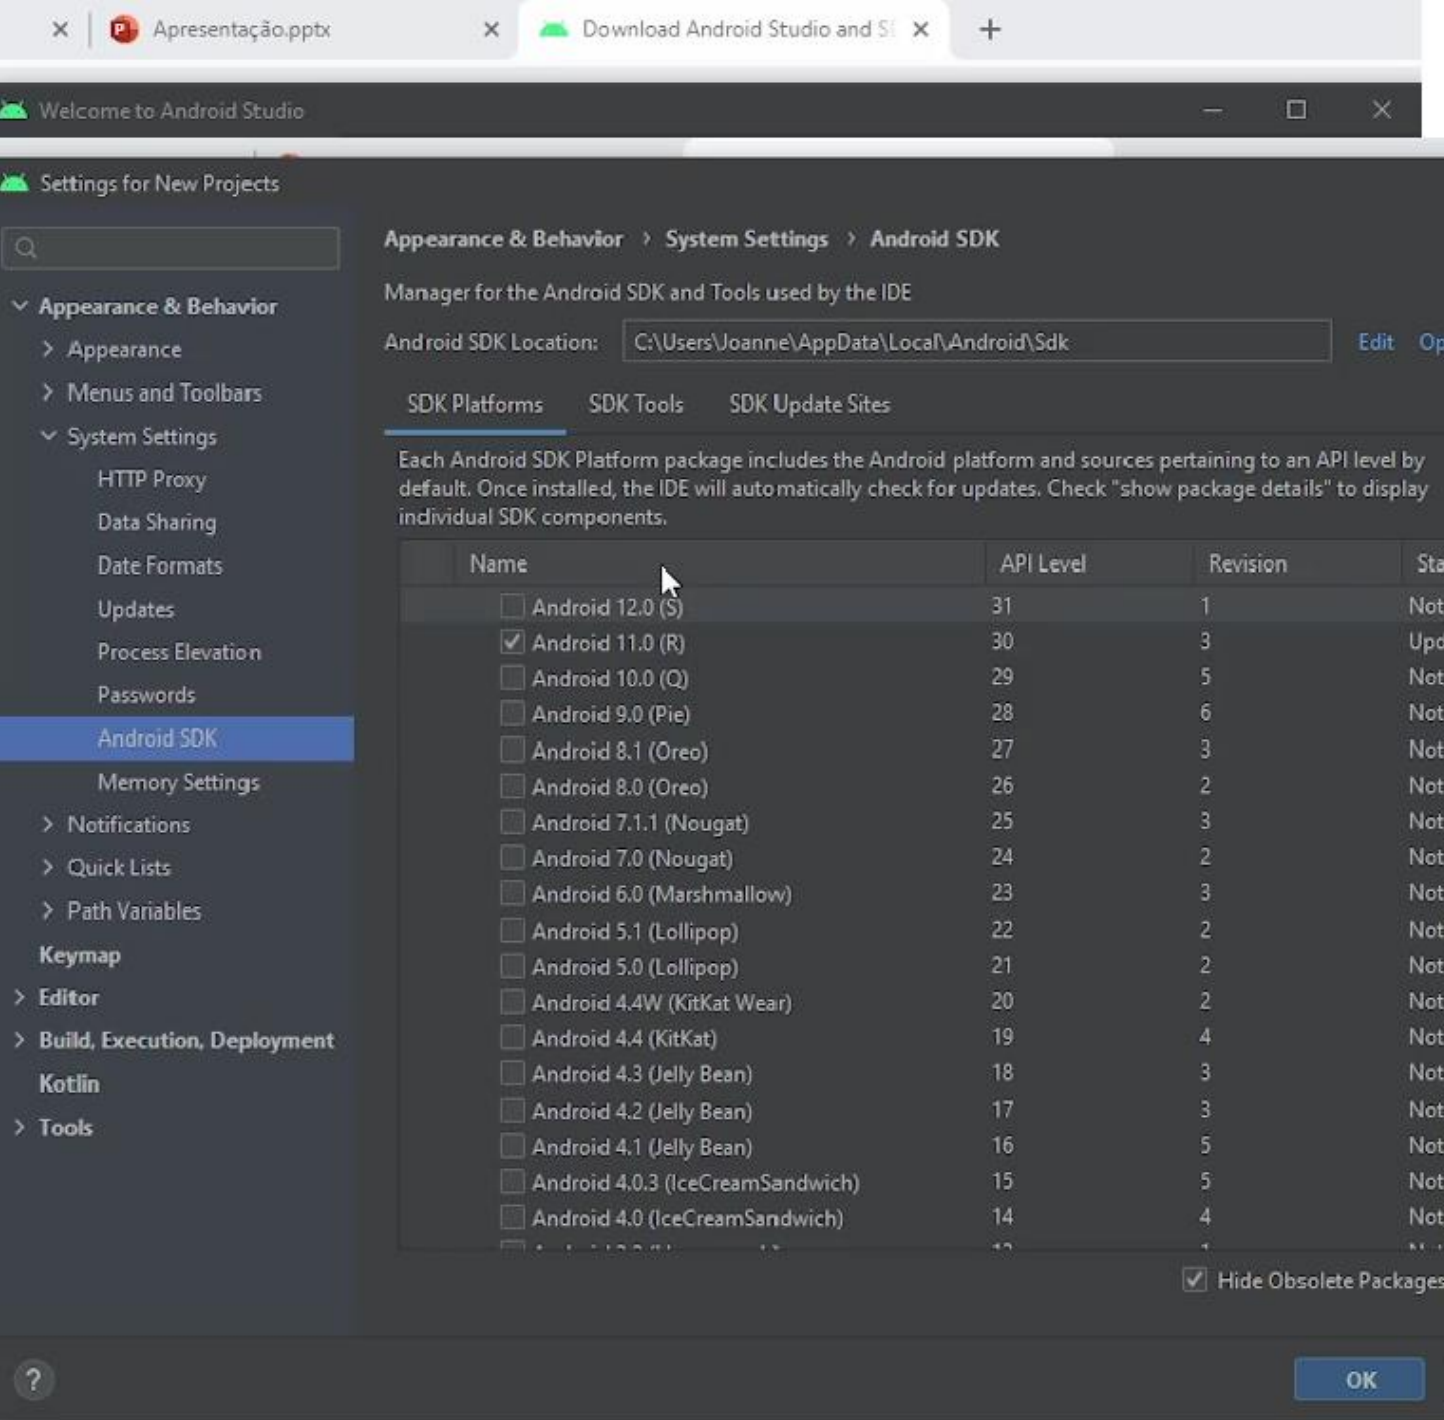 Apresentação.pptx
Download Android Studio and
Welcome to Android Studio
Settings for New Projects
Appearance & Behavior
Appearance
Menus and Toolbars
System Settings
HTTP Proxy
Data Sharing
Date Formats
Updates
Process Elevation
Passwords
Android SDK
Memory Settings
Notifications
Quick Lists
Path Variables
Keymap
Editor
Build, Execution, Deployment
Kotlin
Tools
Appearance & Behavior › System Settings › Android SDK
Manager for the Android SDK and Tools used by the IDE
Android SDK Location: C:\Users\Joanne\AppData\Local\Android\Sdk Edit Op
SDK Platforms SDK Tools SDK Update Sites
Each Android SDK Platform package includes the Android platform and sources pertaining to an API level by
default. Once installed, the IDE will automatically check for updates. Check "show package details" to display
individual SDK components.
Name API Level Revision Sta
Android 12.0 (S) 31 1 Not
Android 11.0 (R) 30 3 Upd
Android 10.0 (Q) 29 5 Not
Android 9.0 (Pie) 28 6 Not
Android 8.1 (Oreo) 27 3 Not
Android 8.0 (Oreo) 26 2 Not
Android 7.1.1 (Nougat) 25 3 Not
Android 7.0 (Nougat) 24 2 Not
Android 6.0 (Marshmallow) 23 3 Not
Android 5.1 (Lollipop) 22 2 Not
Android 5.0 (Lollipop) 21 2 Not
Android 4.4W (KitKat Wear) 20 2 Not
Android 4.4 (KitKat) 19 4 Not
Android 4.3 (Jelly Bean) 18 3 Not
Android 4.2 (Jelly Bean) 17 3 Not
Android 4.1 (Jelly Bean) 16 5 Not
Android 4.0.3 (IceCreamSandwich) 15 5 Not
Android 4.0 (IceCreamSandwich) 14 4 Not
Hide Obsolete Packages
? OK